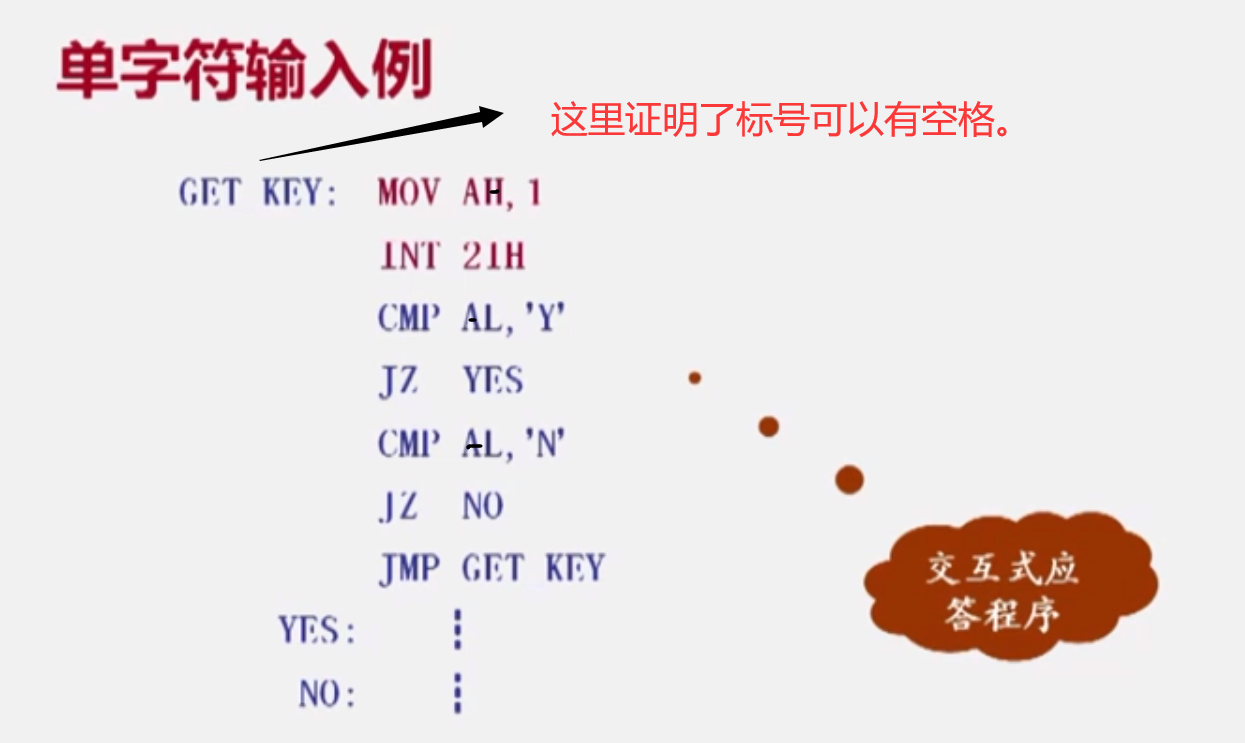 单字符输入例
这里证明了标号可以有空格。
GET KEY: MOV AH,1
INT 21H
CMP AL,'Y'
JZ YES
CMP AL,'N'
JZ NO
JMP GET KEY
YES:
NO:
交互式应
答程序